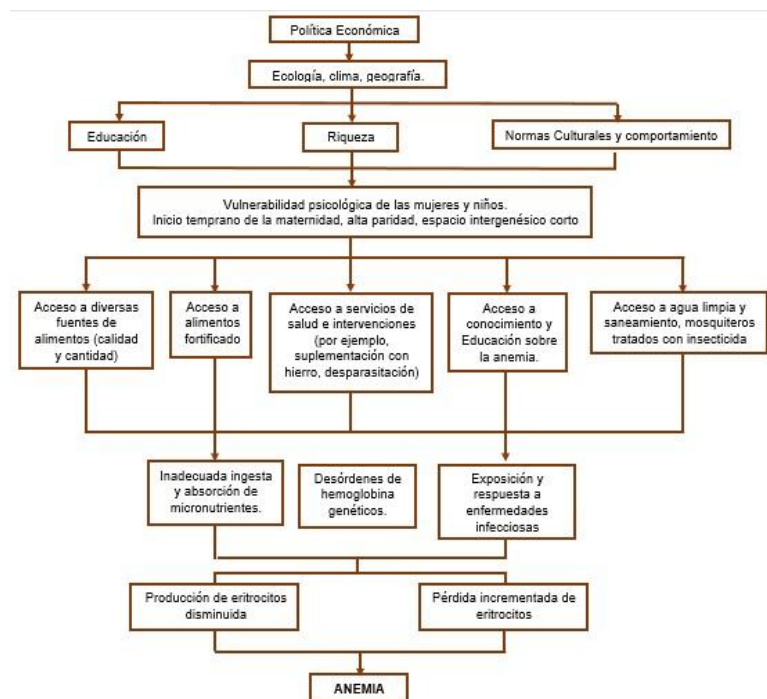 Política Económica
Ecología, clima, geografía.
Educación
Riqueza
Normas Culturales y comportamiento
Vulnerabilidad psicológica de las mujeres y niños.
Inicio temprano de la maternidad, alta paridad, espacio intergenésico corto
Acceso a diversas
fuentes de
alimentos (calidad
y cantidad)
Acceso a
alimentos
fortificado
Acceso a servicios de
salud e intervenciones
(por ejemplo,
suplementación con
hierro, desparasitación)
Acceso a
conocimiento y
Educación sobre
la anemia.
Acceso a agua limpia y
saneamiento, mosquiteros
tratados con insecticida
Inadecuada ingesta
y absorción de
micronutrientes.
Desórdenes de
hemoglobina
genéticos.
Exposición y
respuesta a
enfermedades
infecciosas
Producción de eritrocitos
disminuida
Pérdida incrementada de
eritrocitos
ANEMIA